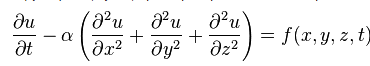 ∂u/∂t − α (∂²u/∂x² + ∂²u/∂y² + ∂²u/∂z²) = f(x, y, z, t)